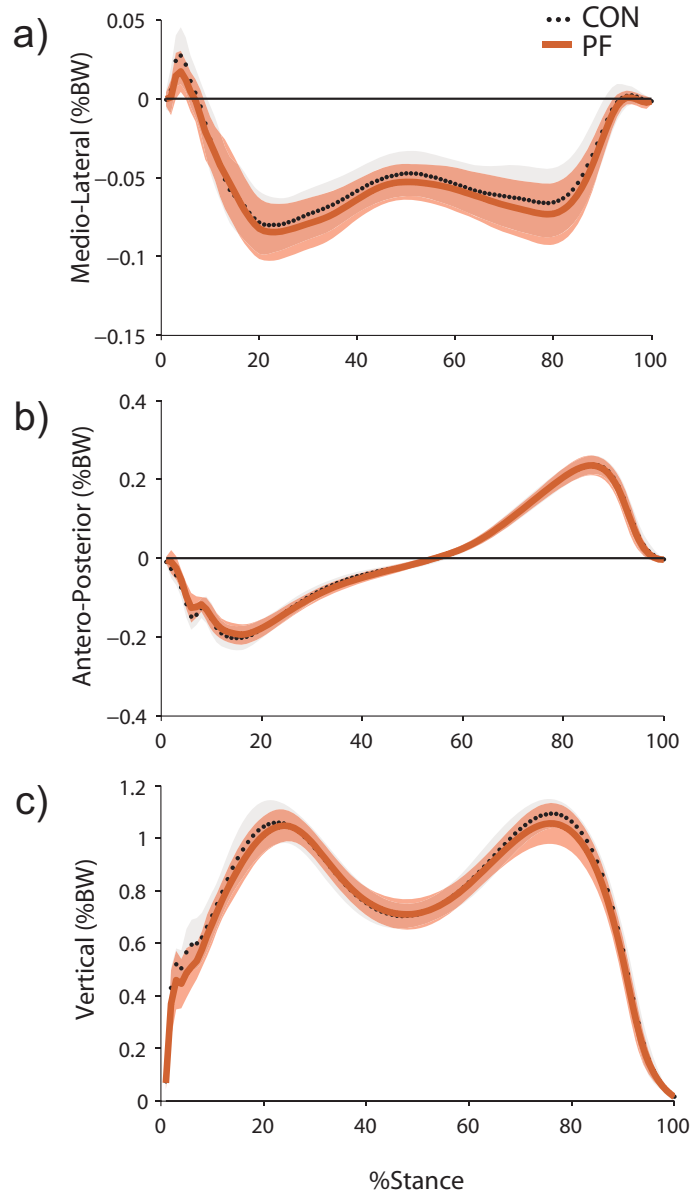 a)
CON
PF
Medio-Lateral (%BW)
0.05
0
−0.05
−0.1
−0.15
0 20 40 60 80 100
b)
Antero-Posterior (%BW)
0.4
0.2
0
−0.2
−0.4
0 20 40 60 80 100
c)
Vertical (%BW)
1.2
1
0.8
0.6
0.4
0.2
0
0 20 40 60 80 100
%Stance